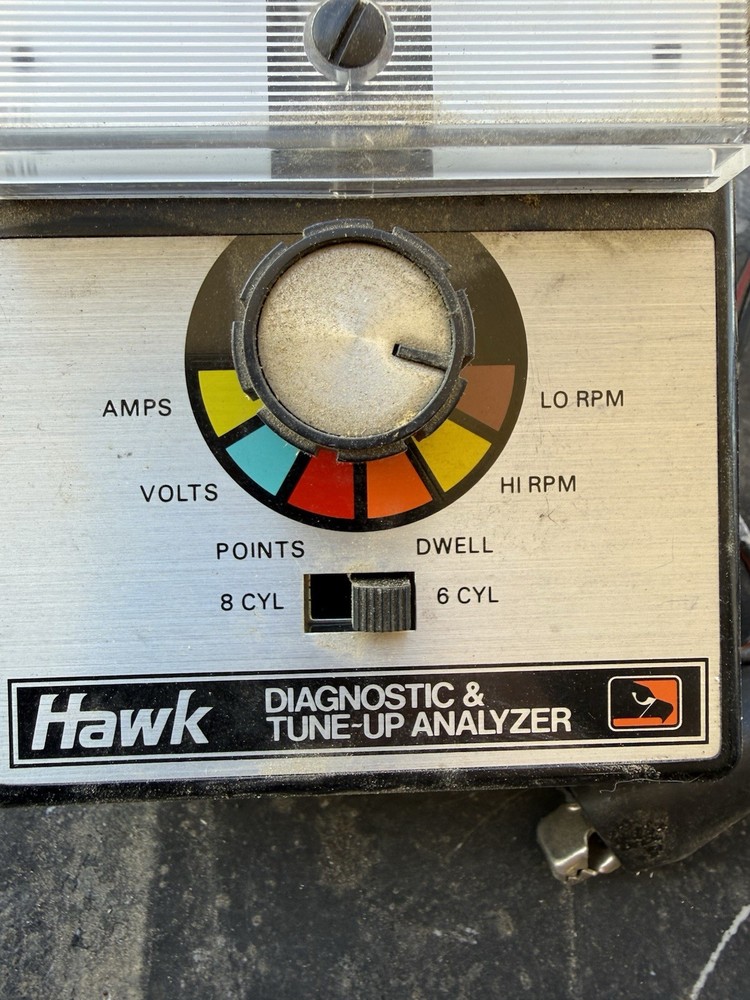 AMPS
LO RPM
VOLTS
HI RPM
POINTS
DWELL
8 CYL
6 CYL
Hawk
DIAGNOSTIC &
TUNE-UP ANALYZER